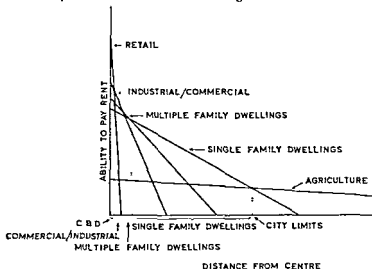 RETAIL
INDUSTRIAL/COMMERCIAL
MULTIPLE FAMILY DWELLINGS
SINGLE FAMILY DWELLINGS
AGRICULTURE
ABILITY TO PAY RENT
C B D
SINGLE FAMILY DWELLINGS
CITY LIMITS
COMMERCIAL/INDUSTRIAL
MULTIPLE FAMILY DWELLINGS
DISTANCE FROM CENTRE